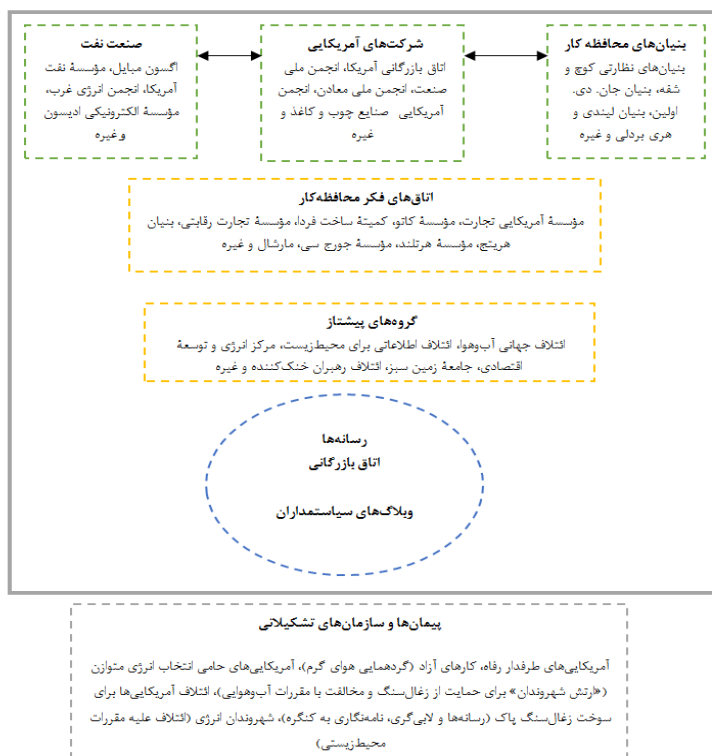 صنعت نفت
اگسون مبایل، مؤسسهٔ نفت
آمریکا، انجمن انرژی غرب،
مؤسسهٔ الکترونیکی ادیسون
و‌غیره
شرکت‌های آمریکایی
اتاق بازرگانی آمریکا، انجمن ملی
صنعت، انجمن ملی معادن، انجمن
آمریکایی صنایع چوب و کاغذ و
غیره
بنیان‌های محافظه کار
بنیان‌های نظارتی کوچ و
شفه، بنیان جان. دی.
اولین، بنیان لیندی و
هری بردلی و غیره
اتاق‌های فکر محافظه‌کار
مؤسسهٔ آمریکایی تجارت، مؤسسهٔ کاتو، کمیتهٔ ساخت فردا، مؤسسهٔ تجارت رقابتی، بنیان
هریتج، مؤسسهٔ هرتلند، مؤسسهٔ جورج سی، مارشال و غیره
گروه‌های پیشتاز
ائتلاف جهانی آب‌وهوا، ائتلاف اطلاعاتی برای محیط‌زیست، مرکز انرژی و توسعهٔ
اقتصادی، جامعهٔ زمین سبز، ائتلاف رهبران خنک‌کننده و غیره
رسانه‌ها
اتاق بازرگانی
وبلاگ‌های سیاستمداران
پیمان‌ها و سازمان‌های تشکیلاتی
آمریکایی‌های طرفدار رفاه، کارهای آزاد (گردهمایی هوای گرم)، آمریکایی‌های حامی انتخاب انرژی متوازن
(«ارتش شهروندان» برای حمایت از زغال‌سنگ و مخالفت با مقررات آب‌وهوایی)، ائتلاف آمریکایی‌ها برای
سوخت زغال‌سنگ پاک (رسانه‌ها و لابی‌گری، نامه‌نگاری به کنگره)، شهروندان انرژی (ائتلاف علیه مقررات
محیط‌زیستی)